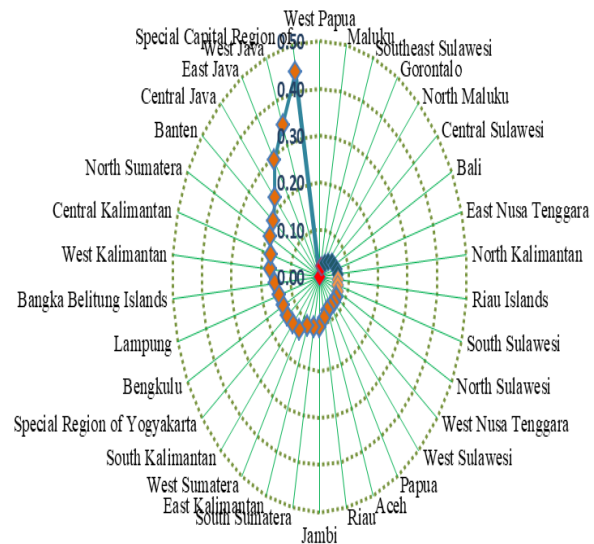 West Papua
Maluku
Southeast Sulawesi
Gorontalo
North Maluku
Central Sulawesi
Bali
East Nusa Tenggara
North Kalimantan
Riau Islands
South Sulawesi
North Sulawesi
West Nusa Tenggara
West Sulawesi
Papua
Aceh
Riau
Jambi
South Sumatera
East Kalimantan
West Sumatera
South Kalimantan
Special Region of Yogyakarta
Bengkulu
Lampung
Bangka Belitung Islands
West Kalimantan
Central Kalimantan
North Sumatera
Banten
Central Java
East Java
West Java
Special Capital Region of
0.50
0.40
0.30
0.20
0.10
0.00